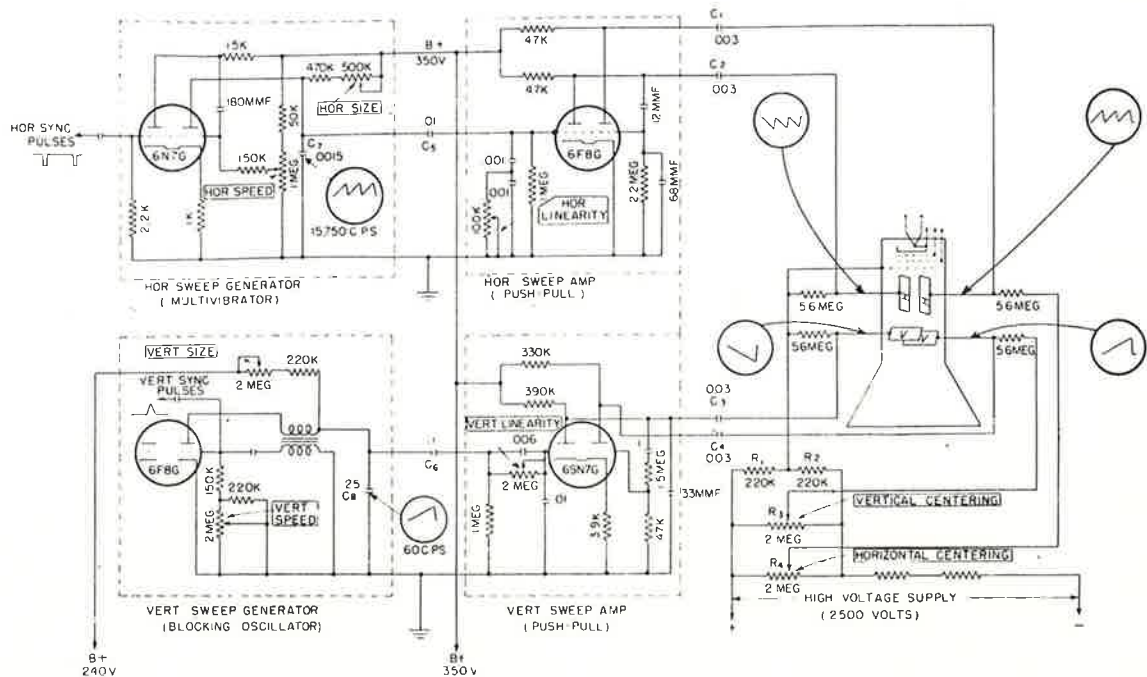 C1
003
C2
003
47K
47K
12MMF
6F8G
001
001
100K
1MEG
HOR
LINEARITY
2.2MEG
68MMF
HOR SWEEP AMP
(PUSH-PULL)
B+
350V
15K
470K
500K
HOR SIZE
180MMF
HOR SYNC
PULSES
6N7G
150K
HOR SPEED
50K
1MEG
C7
0015
01
C5
2.2K
1K
15,750 CPS
HOR SWEEP GENERATOR
(MULTIVIBRATOR)
56MEG
56MEG
56MEG
56MEG
H
H
V
V
VERT SIZE
220K
2 MEG
VERT SYNC
PULSES
6F8G
150K
220K
2 MEG
VERT
SPEED
25
C8
60CPS
VERT SWEEP GENERATOR
(BLOCKING OSCILLATOR)
B+
240V
B+
350V
330K
390K
VERT LINEARITY
006
2 MEG
6SN7G
C6
1MEG
01
3.9K
1.5MEG
47K
33MMF
VERT SWEEP AMP
(PUSH-PULL)
003
C3
C4
003
R1
220K
R2
220K
R3
2 MEG
VERTICAL CENTERING
R4
2 MEG
HORIZONTAL CENTERING
HIGH VOLTAGE SUPPLY
(2500 VOLTS)
+
−